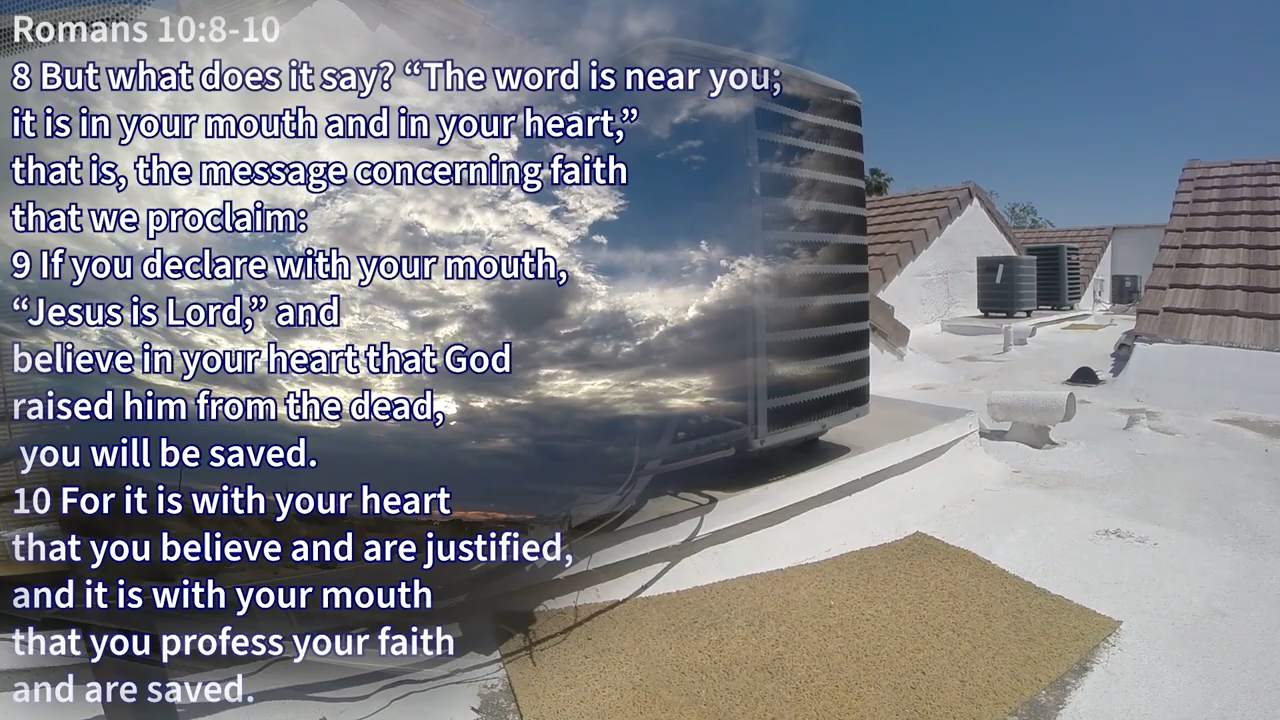 Romans 10:8-10
8 But what does it say? “The word is near you;
it is in your mouth and in your heart,”
that is, the message concerning faith
that we proclaim:
9 If you declare with your mouth,
“Jesus is Lord,” and
believe in your heart that God
raised him from the dead,
you will be saved.
10 For it is with your heart
that you believe and are justified,
and it is with your mouth
that you profess your faith
and are saved.